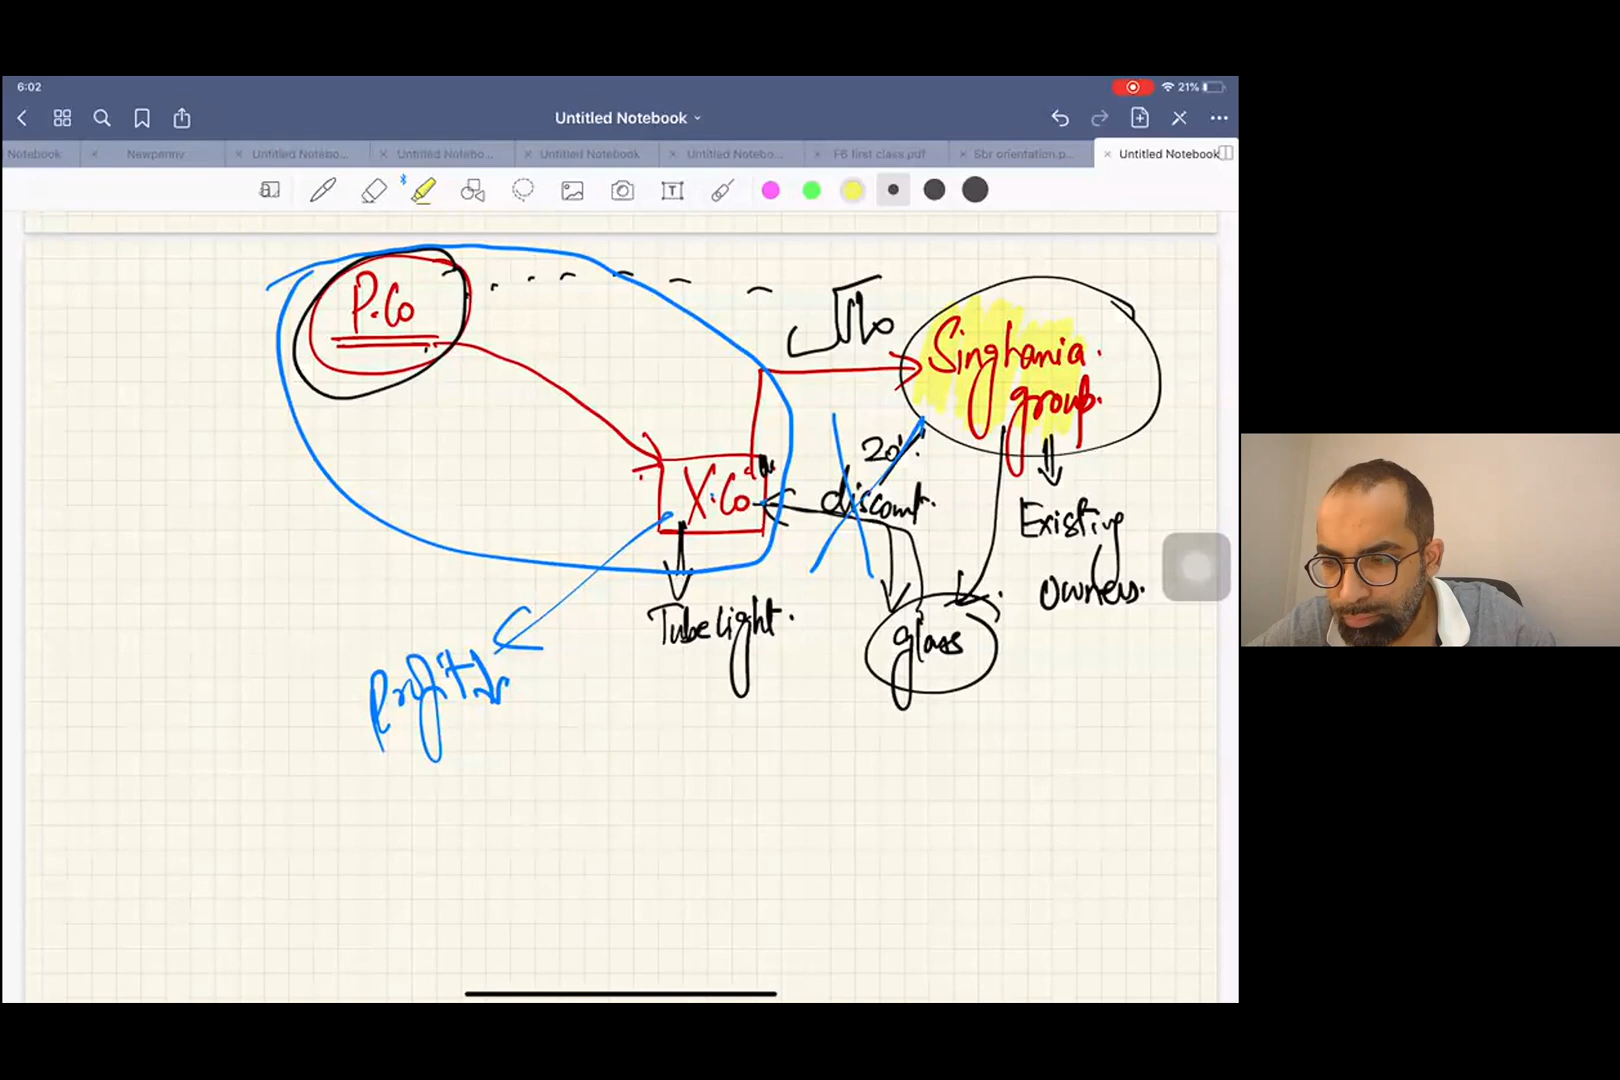 6:02
21%
Untitled Notebook
Notebook
Newpenny
Untitled Notebo...
Untitled Notebo...
Untitled Notebook
Untitled Notebo...
F6 first class.pdf
Sbr orientation.p...
Untitled Notebook
P.Co
Singhania
group.
20%
discount.
X.Co
Existing
owners.
Tubelight.
glass
Profit↓